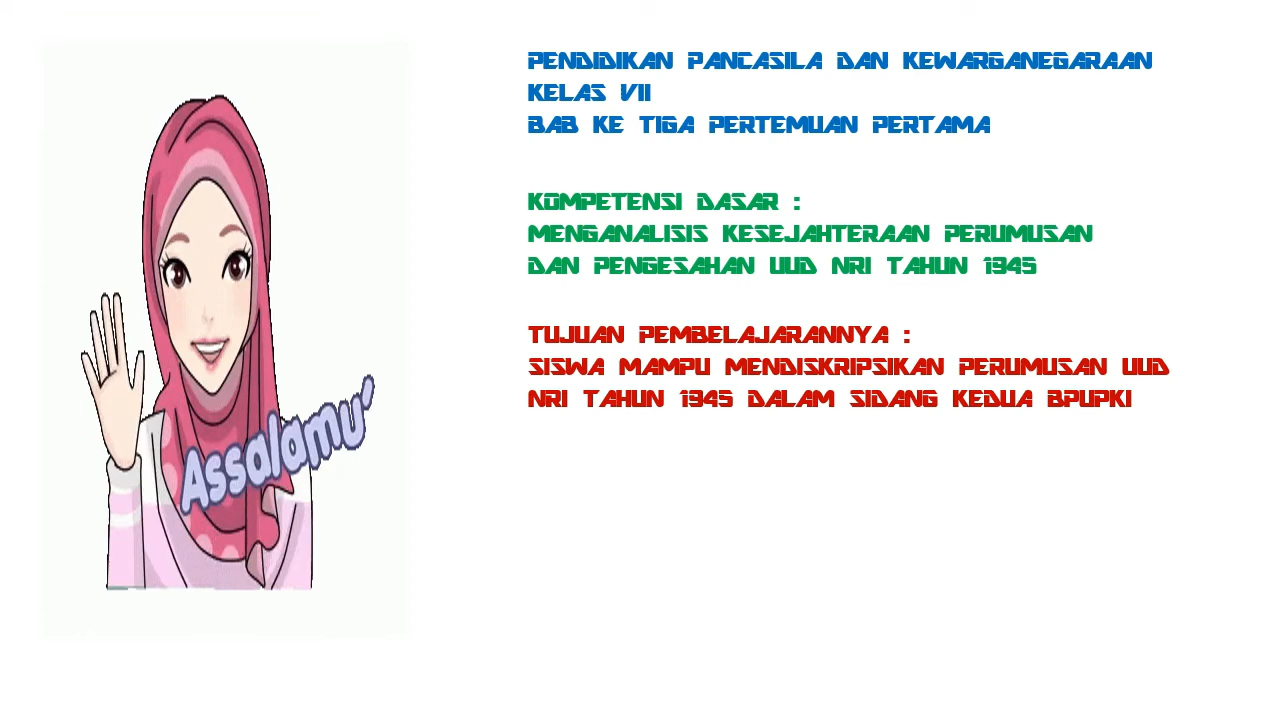 PENDIDIKAN PANCASILA DAN KEWARGANEGARAAN
KELAS VII
BAB KE TIGA PERTEMUAN PERTAMA
KOMPETENSI DASAR :
MENGANALISIS KESEJAHTERAAN PERUMUSAN
DAN PENGESAHAN UUD NRI TAHUN 1945
TUJUAN PEMBELAJARANNYA :
SISWA MAMPU MENDISKRIPSIKAN PERUMUSAN UUD
NRI TAHUN 1945 DALAM SIDANG KEDUA BPUPKI
Assalamu'